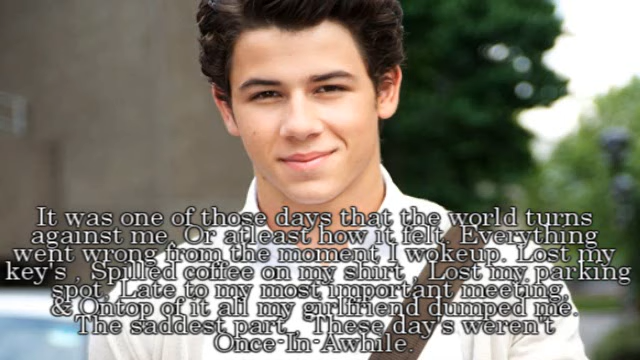 It was one of those days that the world turns
against me. Or atleast how it felt. Everything
went wrong from the moment I wokeup. Lost my
key's , Spilled coffee on my shirt , Lost my parking
spot, Late to my most important meeting,
& Ontop of it all my girlfriend dumped me.
The saddest part , These day's weren't
Once-In-Awhile.